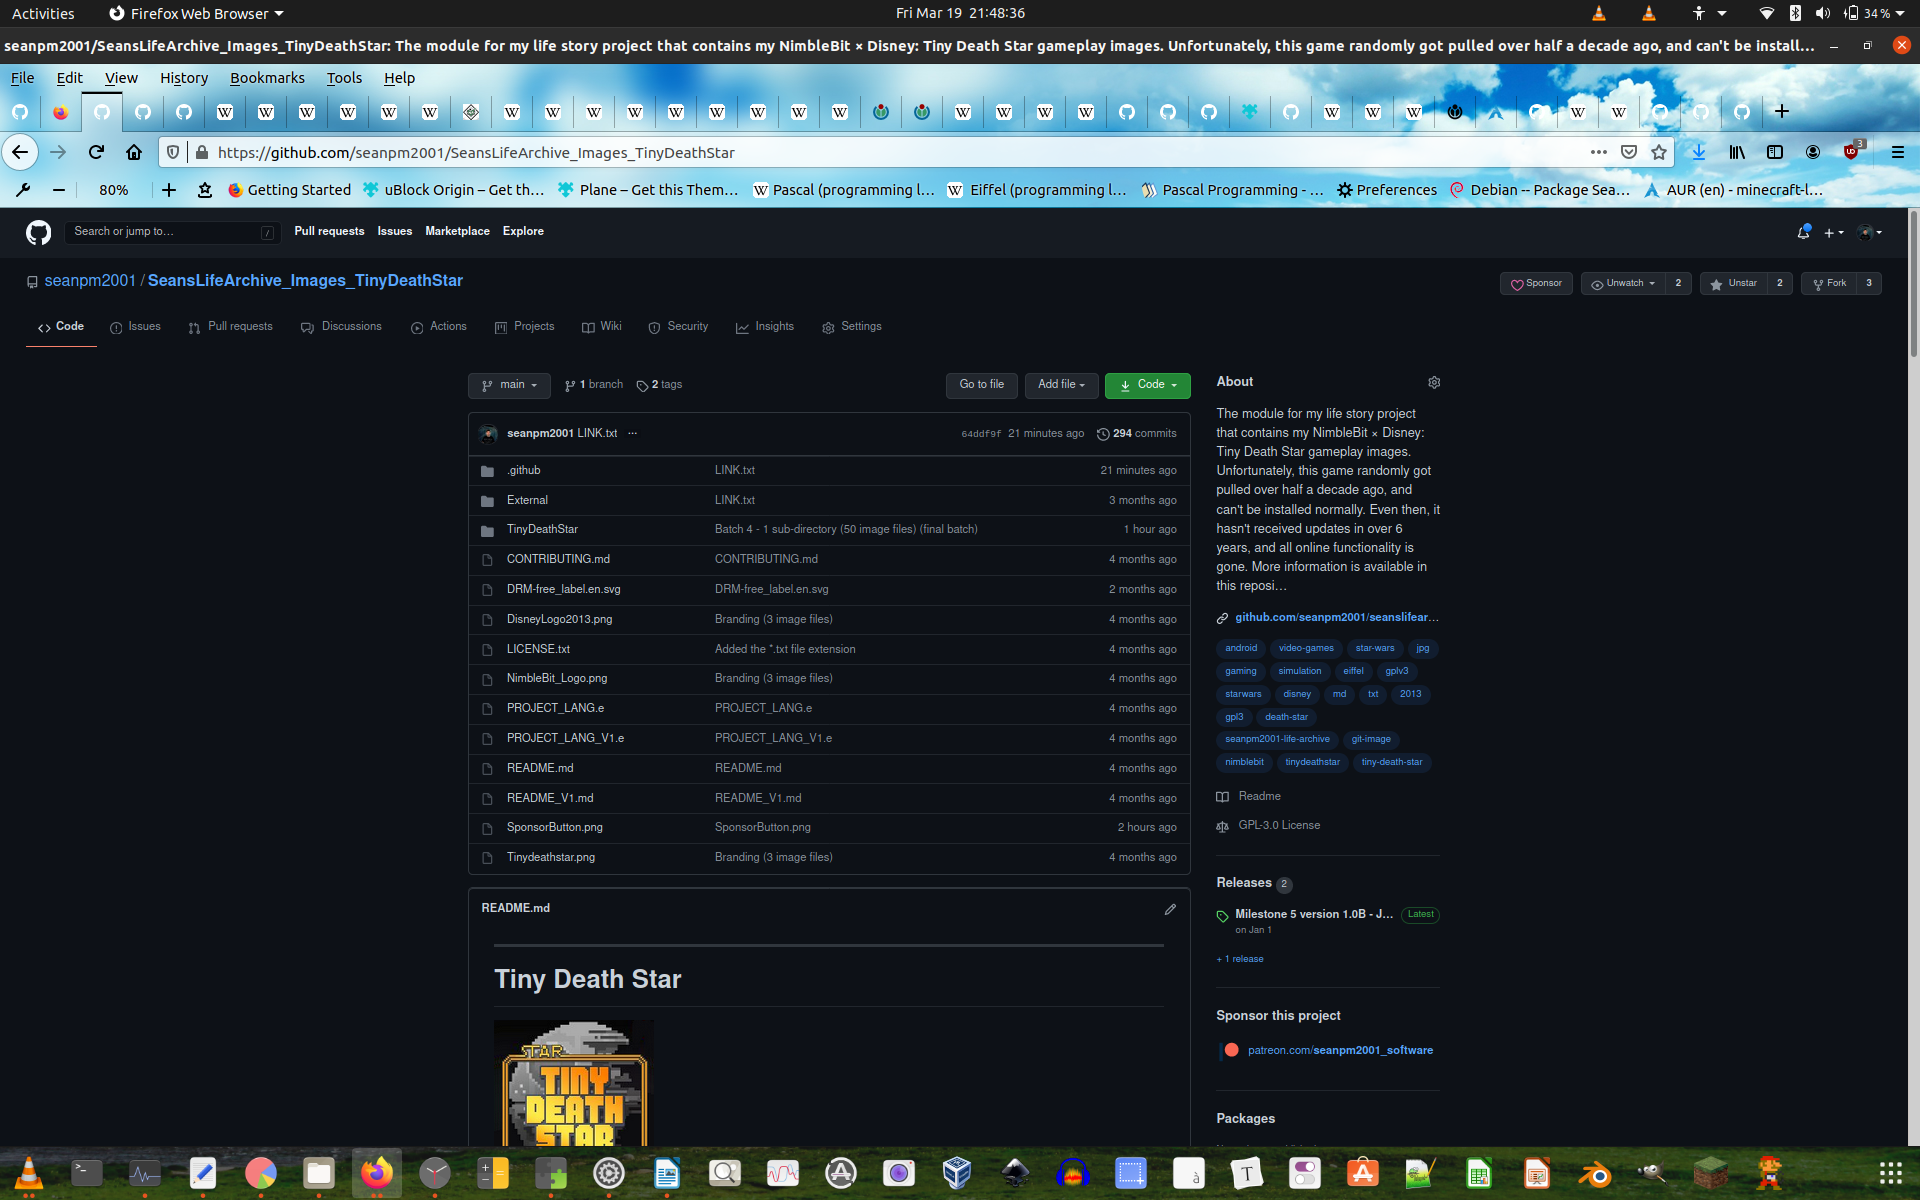 Activities
Firefox Web Browser
Fri Mar 19 21:48:36
34 %
seanpm2001/SeansLifeArchive_Images_TinyDeathStar: The module for my life story project that contains my NimbleBit × Disney: Tiny Death Star gameplay images. Unfortunately, this game randomly got pulled over half a decade ago, and can't be install…
File Edit View History Bookmarks Tools Help
https://github.com/seanpm2001/SeansLifeArchive_Images_TinyDeathStar
3
80%
Getting Started
uBlock Origin – Get th…
Plane – Get this Them…
Pascal (programming l…
Eiffel (programming l…
Pascal Programming - …
Preferences
Debian -- Package Sea…
AUR (en) - minecraft-l…
Search or jump to…
/
Pull requests Issues Marketplace Explore
seanpm2001 / SeansLifeArchive_Images_TinyDeathStar
Sponsor
Unwatch 2
Unstar 2
Fork 3
Code
Issues
Pull requests
Discussions
Actions
Projects
Wiki
Security
Insights
Settings
main
1 branch
2 tags
Go to file
Add file
Code
seanpm2001 LINK.txt ...
64ddf9f 21 minutes ago
294 commits
.github LINK.txt 21 minutes ago
External LINK.txt 3 months ago
TinyDeathStar Batch 4 - 1 sub-directory (50 image files) (final batch) 1 hour ago
CONTRIBUTING.md CONTRIBUTING.md 4 months ago
DRM-free_label.en.svg DRM-free_label.en.svg 2 months ago
DisneyLogo2013.png Branding (3 image files) 4 months ago
LICENSE.txt Added the *.txt file extension 4 months ago
NimbleBit_Logo.png Branding (3 image files) 4 months ago
PROJECT_LANG.e PROJECT_LANG.e 4 months ago
PROJECT_LANG_V1.e PROJECT_LANG_V1.e 4 months ago
README.md README.md 4 months ago
README_V1.md README_V1.md 4 months ago
SponsorButton.png SponsorButton.png 2 hours ago
Tinydeathstar.png Branding (3 image files) 4 months ago
README.md
Tiny Death Star
STAR
TINY
DEATH
STAR
About
The module for my life story project
that contains my NimbleBit × Disney:
Tiny Death Star gameplay images.
Unfortunately, this game randomly got
pulled over half a decade ago, and
can't be installed normally. Even then, it
hasn't received updates in over 6
years, and all online functionality is
gone. More information is available in
this reposi…
github.com/seanpm2001/seanslifear…
android video-games star-wars jpg
gaming simulation eiffel gplv3
starwars disney md txt 2013
gpl3 death-star
seanpm2001-life-archive git-image
nimblebit tinydeathstar tiny-death-star
Readme
GPL-3.0 License
Releases 2
Milestone 5 version 1.0B - J… Latest
on Jan 1
+ 1 release
Sponsor this project
patreon.com/seanpm2001_software
Packages